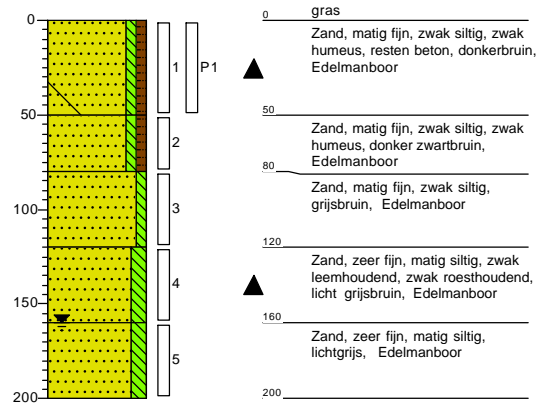 0
50
100
150
200
1
P1
2
3
4
5
0
gras
Zand, matig fijn, zwak siltig, zwak
humeus, resten beton, donkerbruin,
Edelmanboor
50
Zand, matig fijn, zwak siltig, zwak
humeus, donker zwartbruin,
Edelmanboor
80
Zand, matig fijn, zwak siltig,
grijsbruin, Edelmanboor
120
Zand, zeer fijn, matig siltig, zwak
leemhoudend, zwak roesthoudend,
licht grijsbruin, Edelmanboor
160
Zand, zeer fijn, matig siltig,
lichtgrijs, Edelmanboor
200